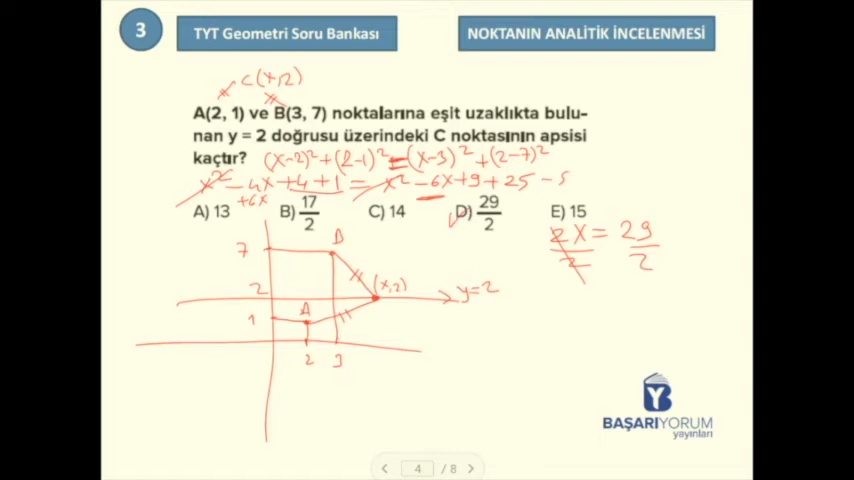 3
TYT Geometri Soru Bankası
NOKTANIN ANALİTİK İNCELENMESİ
C(x,2)
A(2, 1) ve B(3, 7) noktalarına eşit uzaklıkta bulu-
nan y = 2 doğrusu üzerindeki C noktasının apsisi
kaçtır?
(x-2)² + (2-1)² = (x-3)² + (2-7)²
x² - 4x + 4 + 1 = x² - 6x + 9 + 25 - 5
+6x
A) 13 B) 17/2 C) 14 D) 29/2 E) 15
2x/2 = 29/2
7
B
2
(x,2)
y=2
1
A
2 3
BAŞARIYORUM
yayınları
4 / 8